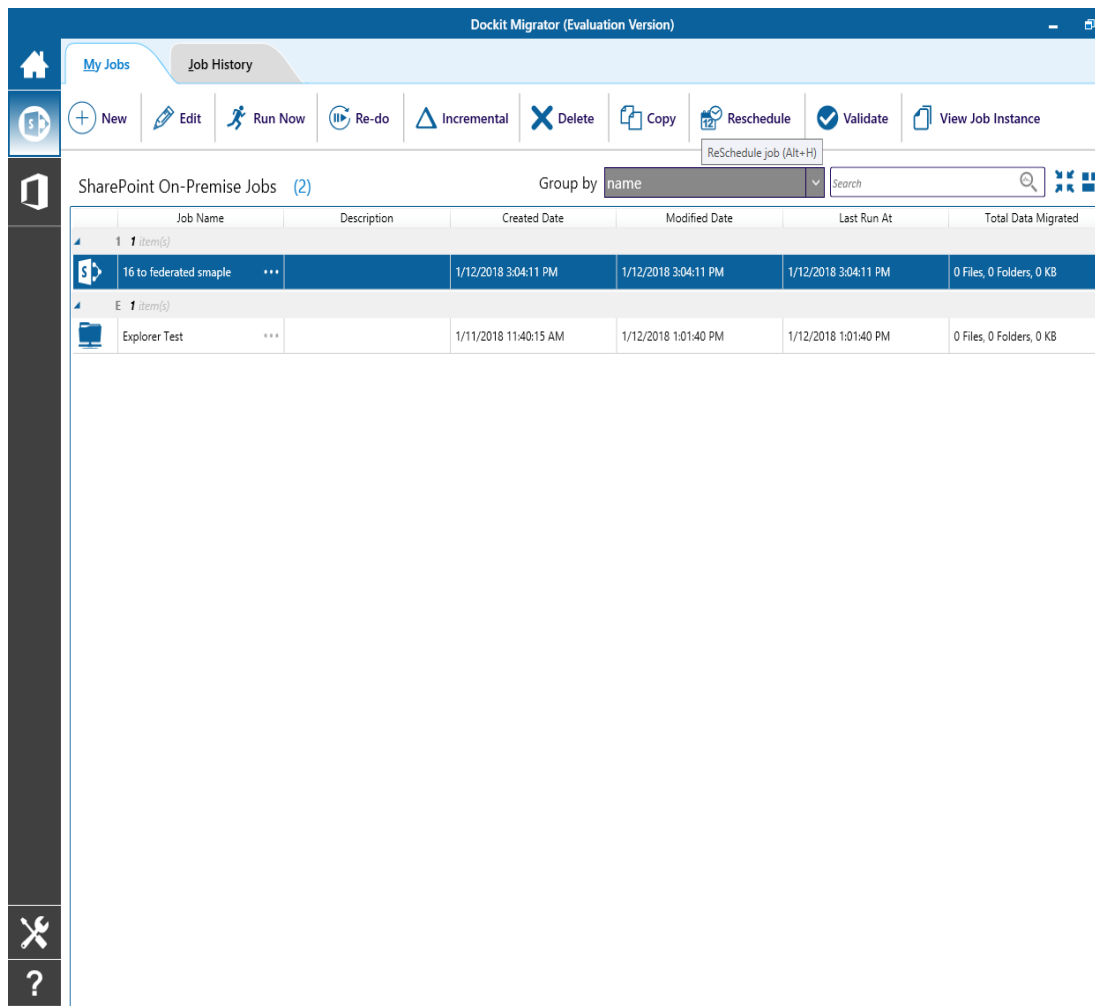 Dockit Migrator (Evaluation Version)
My Jobs Job History
New Edit Run Now Re-do Incremental Delete Copy 12 Reschedule Validate View Job Instance
ReSchedule job (Alt+H)
SharePoint On-Premise Jobs (2) Group by name Search
Job Name Description Created Date Modified Date Last Run At Total Data Migrated
1 1 item(s)
S 16 to federated smaple ... 1/12/2018 3:04:11 PM 1/12/2018 3:04:11 PM 1/12/2018 3:04:11 PM 0 Files, 0 Folders, 0 KB
E 1 item(s)
Explorer Test ... 1/11/2018 11:40:15 AM 1/12/2018 1:01:40 PM 1/12/2018 1:01:40 PM 0 Files, 0 Folders, 0 KB
?